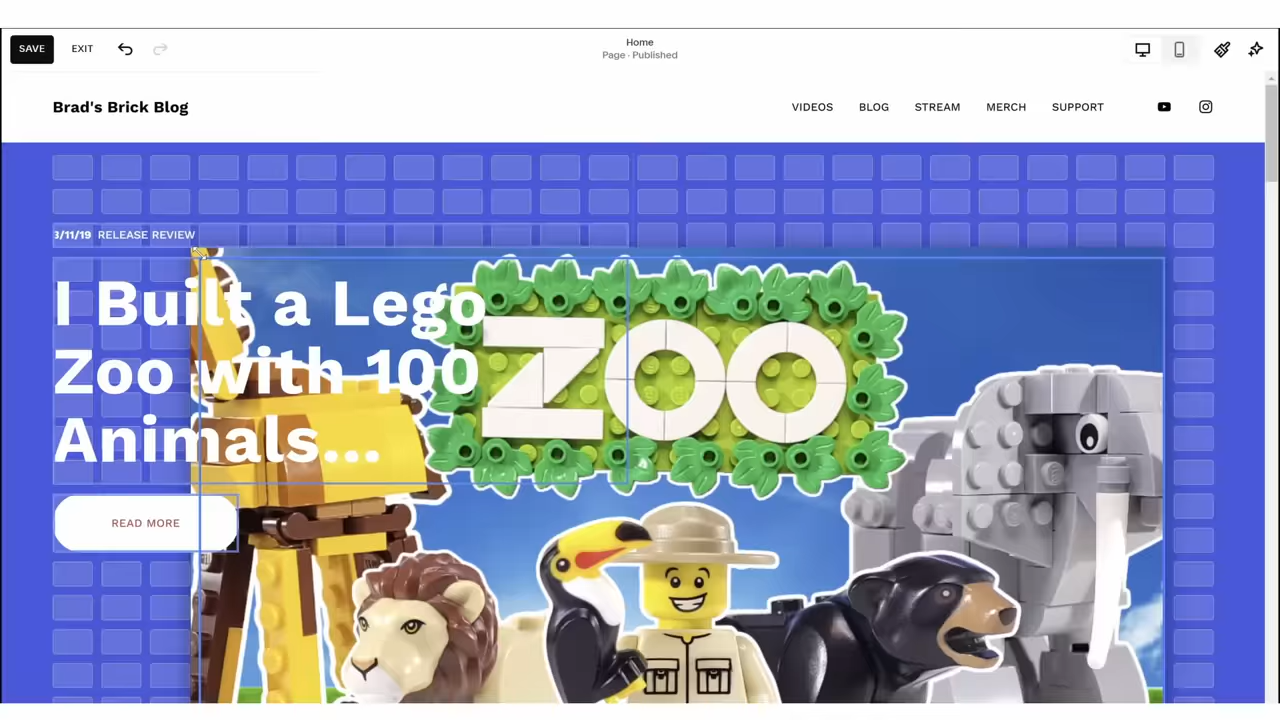 SAVE
EXIT
Home
Page · Published
Brad's Brick Blog
VIDEOS BLOG STREAM MERCH SUPPORT
3/11/19 RELEASE REVIEW
I Built a Lego
Zoo with 100
Animals...
ZOO
READ MORE